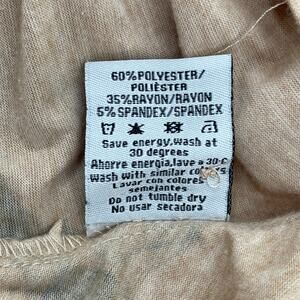 60%POLYESTER/
POLIÈSTER
35%RAYON/RAYON
5%SPANDEX/SPANDEX
Save energy,wash at
30 degrees
Ahorre energia,lave a 30-C
Wash with similar colors
Lavar con colores
semejantes
Do not tumble dry
No usar secadora